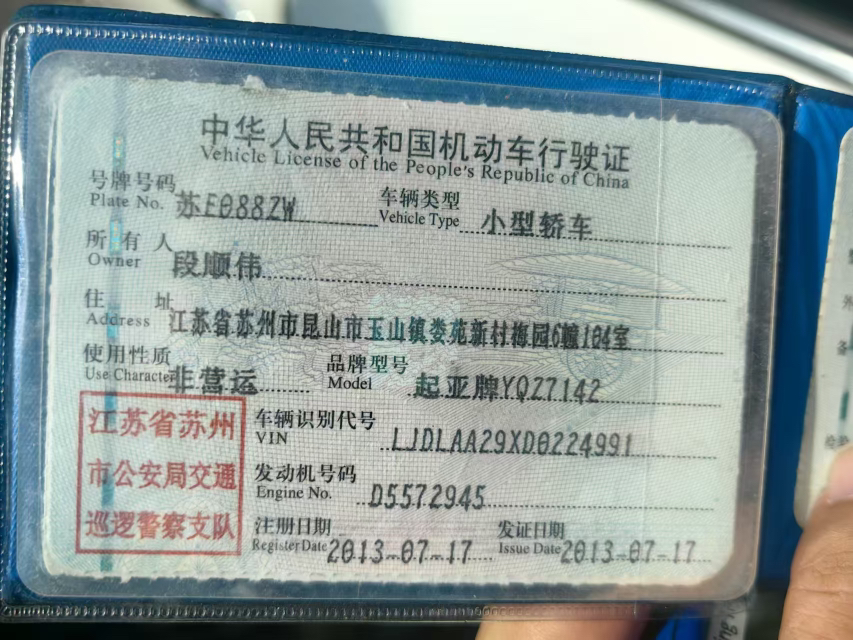 中华人民共和国机动车行驶证
Vehicle License of the People's Republic of China
号牌号码 苏E088ZW 车辆类型 小型轿车
Plate No. Vehicle Type
所有人 段顺伟
Owner
住址 江苏省苏州市昆山市玉山镇娄苑新村梅园6幢104室
Address
使用性质 非营运 品牌型号 起亚牌YQZ7142
Use Character Model
江苏省苏州 车辆识别代号 LJDLAA29XD0224991
VIN
市公安局交通 发动机号码 D5572945
Engine No.
巡逻警察支队 注册日期 2013-07-17 发证日期 2013-07-17
Register Date Issue Date